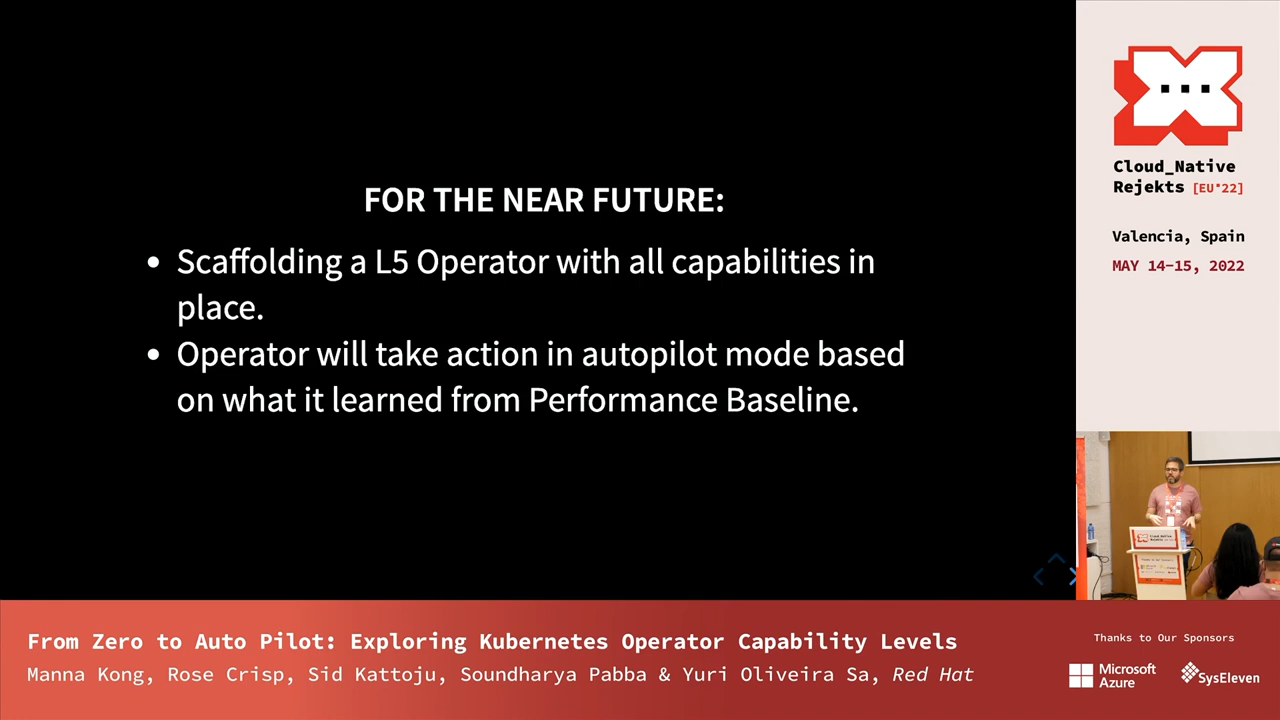 FOR THE NEAR FUTURE:
• Scaffolding a L5 Operator with all capabilities in
place.
• Operator will take action in autopilot mode based
on what it learned from Performance Baseline.
Cloud_Native
Rejekts [EU*22]
Valencia, Spain
MAY 14-15, 2022
Cloud_Native
Rejekts
From Zero to Auto Pilot: Exploring Kubernetes Operator Capability Levels
Manna Kong, Rose Crisp, Sid Kattoju, Soundharya Pabba & Yuri Oliveira Sa, Red Hat
Thanks to Our Sponsors
Microsoft
Azure
SysEleven